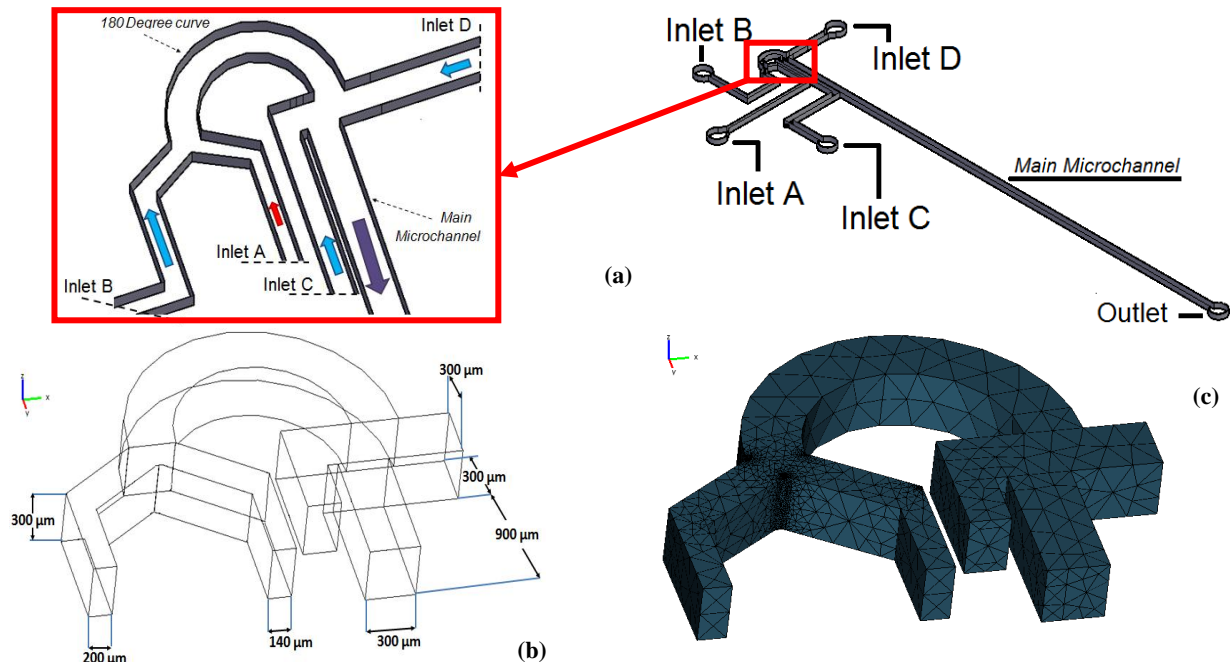 180 Degree curve
Inlet D
Inlet A
Inlet C
Inlet B
Main
Microchannel
Inlet B
Inlet D
Inlet A
Inlet C
Main Microchannel
Outlet
(a)
z
x
y
300 µm
300 µm
300 µm
900 µm
200 µm
140 µm
300 µm
(b)
z
x
y
(c)